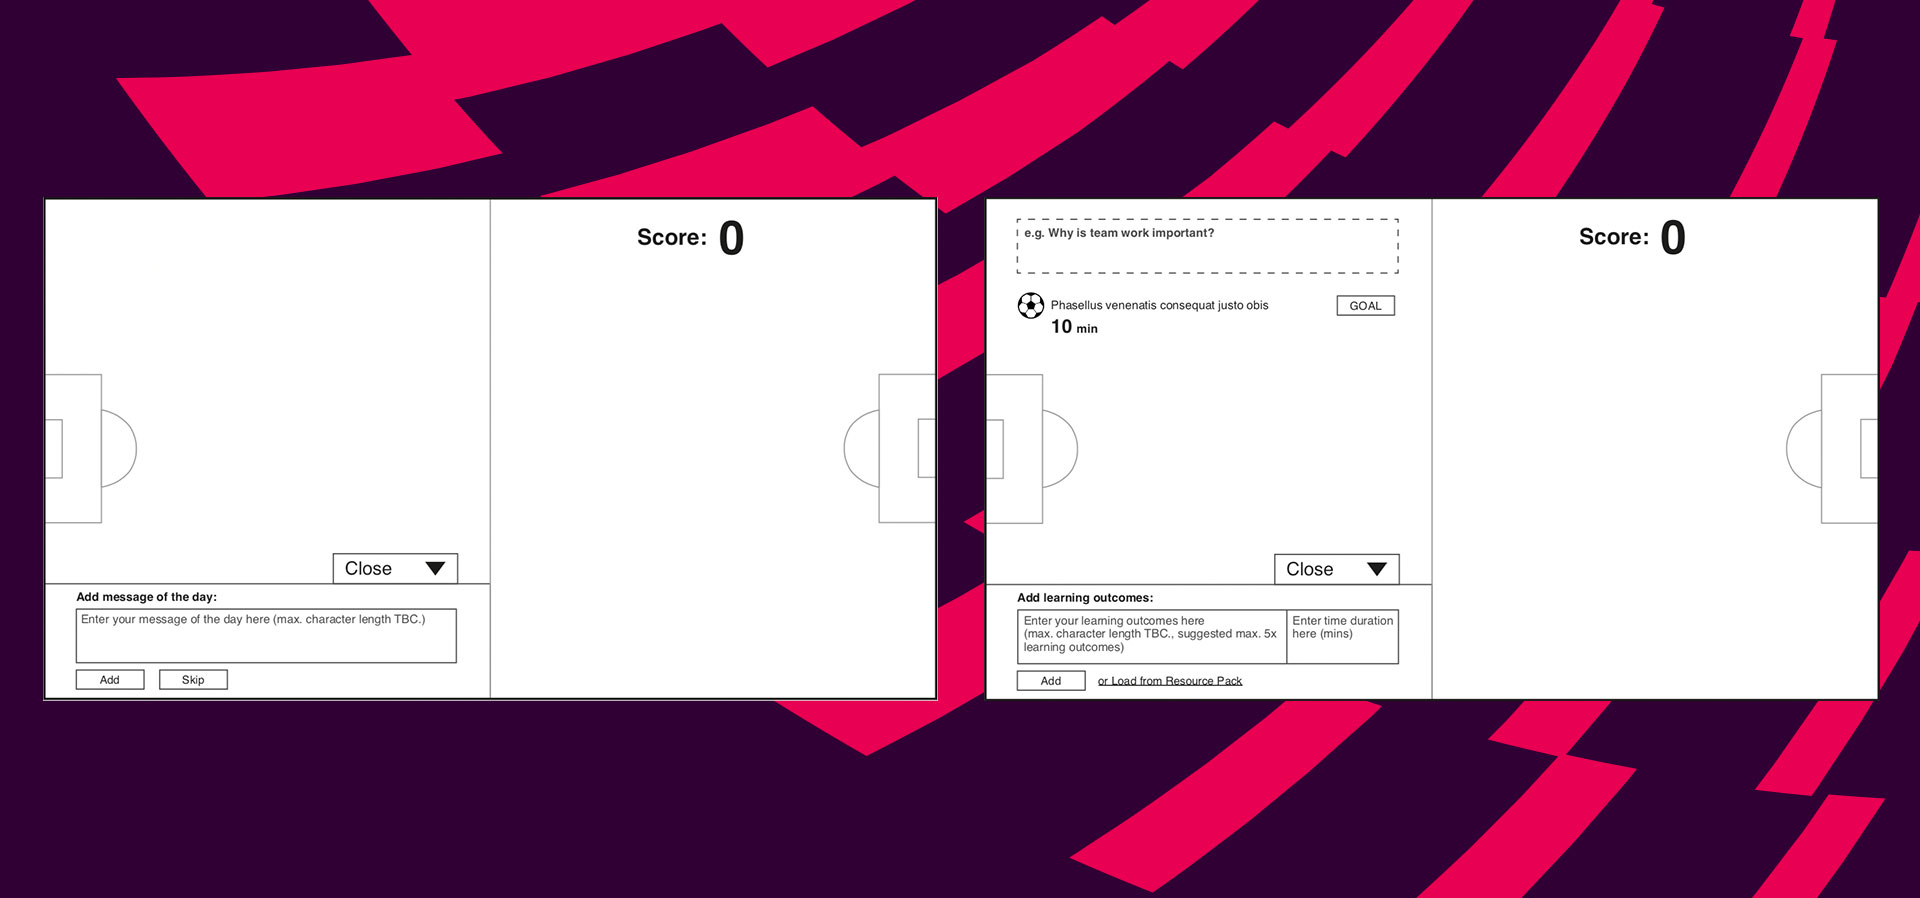 Score: 0
Close
Add message of the day:
Enter your message of the day here (max. character length TBC.)
Add
Skip
e.g. Why is team work important?
Phasellus venenatis consequat justo obis
GOAL
10 min
Score: 0
Close
Add learning outcomes:
Enter your learning outcomes here
(max. character length TBC., suggested max. 5x
learning outcomes)
Enter time duration
here (mins)
Add
or Load from Resource Pack